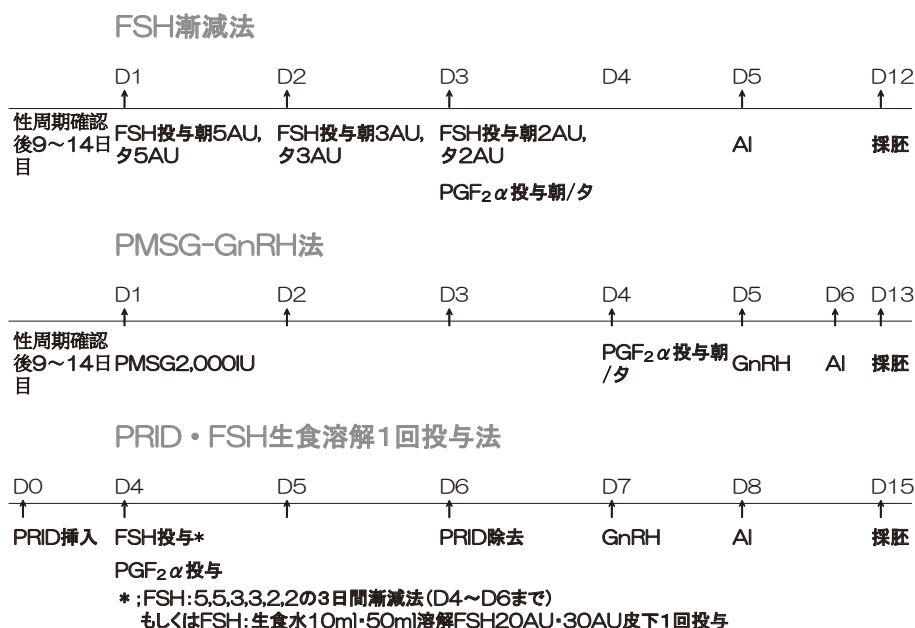 FSH漸減法
D1 D2 D3 D4 D5 D12
性周期確認
後9〜14日
目
FSH投与朝5AU,
夕5AU
FSH投与朝3AU,
夕3AU
FSH投与朝2AU,
夕2AU
PGF₂α投与朝/夕
AI
採胚
PMSG-GnRH法
D1 D2 D3 D4 D5 D6 D13
性周期確認
後9〜14日
目
PMSG2,000IU
PGF₂α投与朝
/夕
GnRH
AI
採胚
PRID・FSH生食溶解1回投与法
D0 D4 D5 D6 D7 D8 D15
PRID挿入
FSH投与*
PGF₂α投与
PRID除去
GnRH
AI
採胚
*;FSH:5,5,3,3,2,2の3日間漸減法(D4〜D6まで)
もしくはFSH:生食水10ml・50ml溶解FSH20AU・30AU皮下1回投与